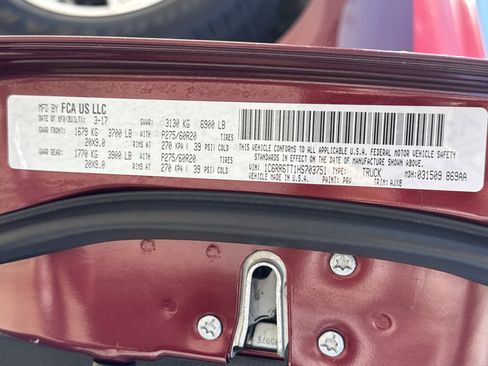 MFD BY FCA US LLC
DATE OF MFR(BUILT): 3-17 GVWR: 3130 KG 6900 LB
GAWR FRONT: 1679 KG 3700 LB WITH P275/60R20 TIRES
20X9.0 RIMS AT 270 KPA ( 39 PSI) COLD
GAWR REAR: 1770 KG 3900 LB WITH P275/60R20 TIRES
20X9.0 RIMS AT 270 KPA ( 39 PSI) COLD
THIS VEHICLE CONFORMS TO ALL APPLICABLE U.S.A. FEDERAL MOTOR VEHICLE SAFETY
STANDARDS IN EFFECT ON THE DATE OF MANUFACTURE SHOWN ABOVE.
VIN: 1C6RR6TT1HS703751 TYPE: TRUCK MDH:031509 869AA
MADE IN U.S.A. PAINT: PRV TRIM: AJX8